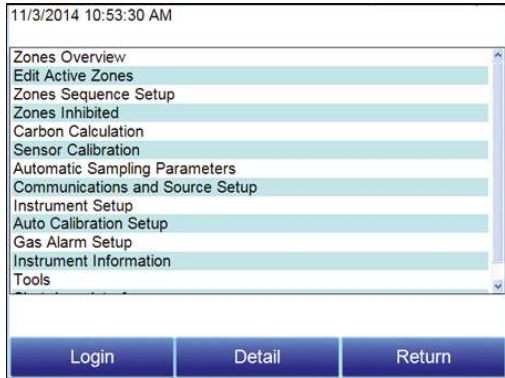 11/3/2014 10:53:30 AM
Zones Overview
Edit Active Zones
Zones Sequence Setup
Zones Inhibited
Carbon Calculation
Sensor Calibration
Automatic Sampling Parameters
Communications and Source Setup
Instrument Setup
Auto Calibration Setup
Gas Alarm Setup
Instrument Information
Tools
Login Detail Return